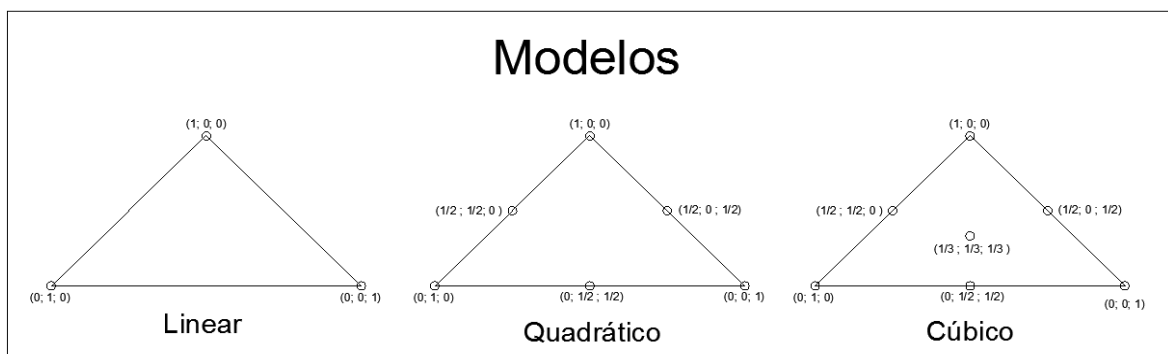 Modelos
(1; 0; 0)
(0; 1; 0)
(0; 0; 1)
Linear
(1; 0; 0)
(1/2 ; 1/2; 0 )
(1/2; 0 ; 1/2)
(0; 1; 0)
(0; 1/2 ; 1/2)
(0; 0; 1)
Quadrático
(1; 0; 0)
(1/2 ; 1/2; 0 )
(1/2; 0 ; 1/2)
(1/3 ; 1/3; 1/3 )
(0; 1; 0)
(0; 1/2 ; 1/2)
(0; 0; 1)
Cúbico